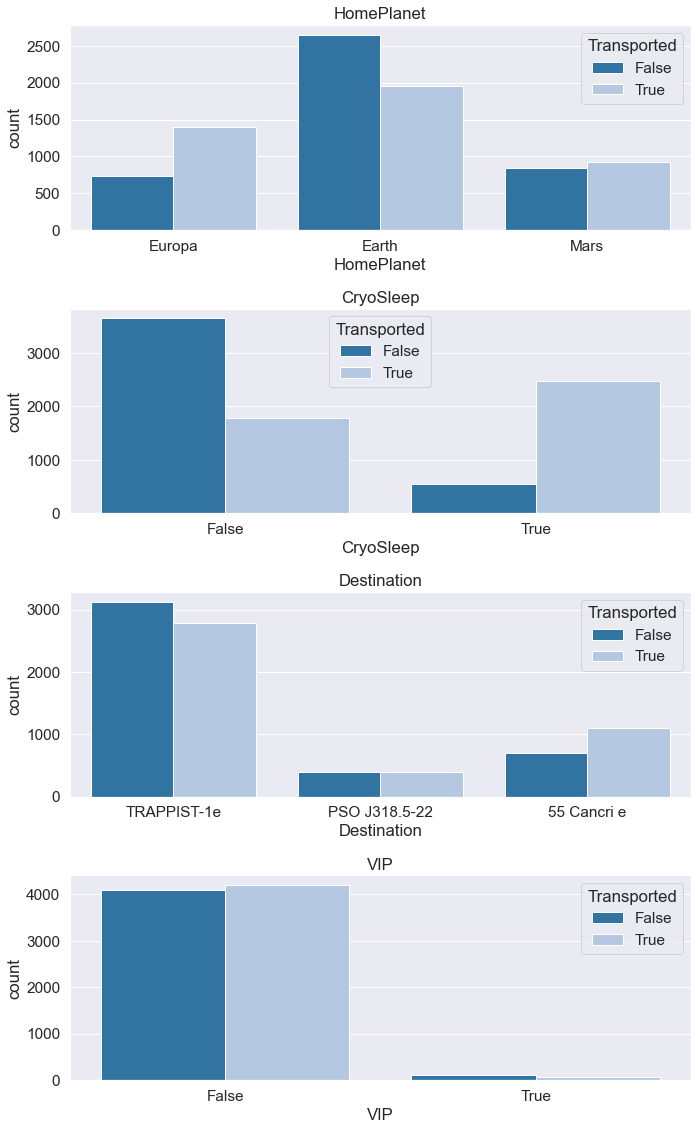 HomePlanet
Transported
False
True
count
2500
2000
1500
1000
500
0
Europa Earth Mars
HomePlanet
CryoSleep
Transported
False
True
count
3000
2000
1000
0
False True
CryoSleep
Destination
Transported
False
True
count
3000
2000
1000
0
TRAPPIST-1e PSO J318.5-22 55 Cancri e
Destination
VIP
Transported
False
True
count
4000
3000
2000
1000
0
False True
VIP